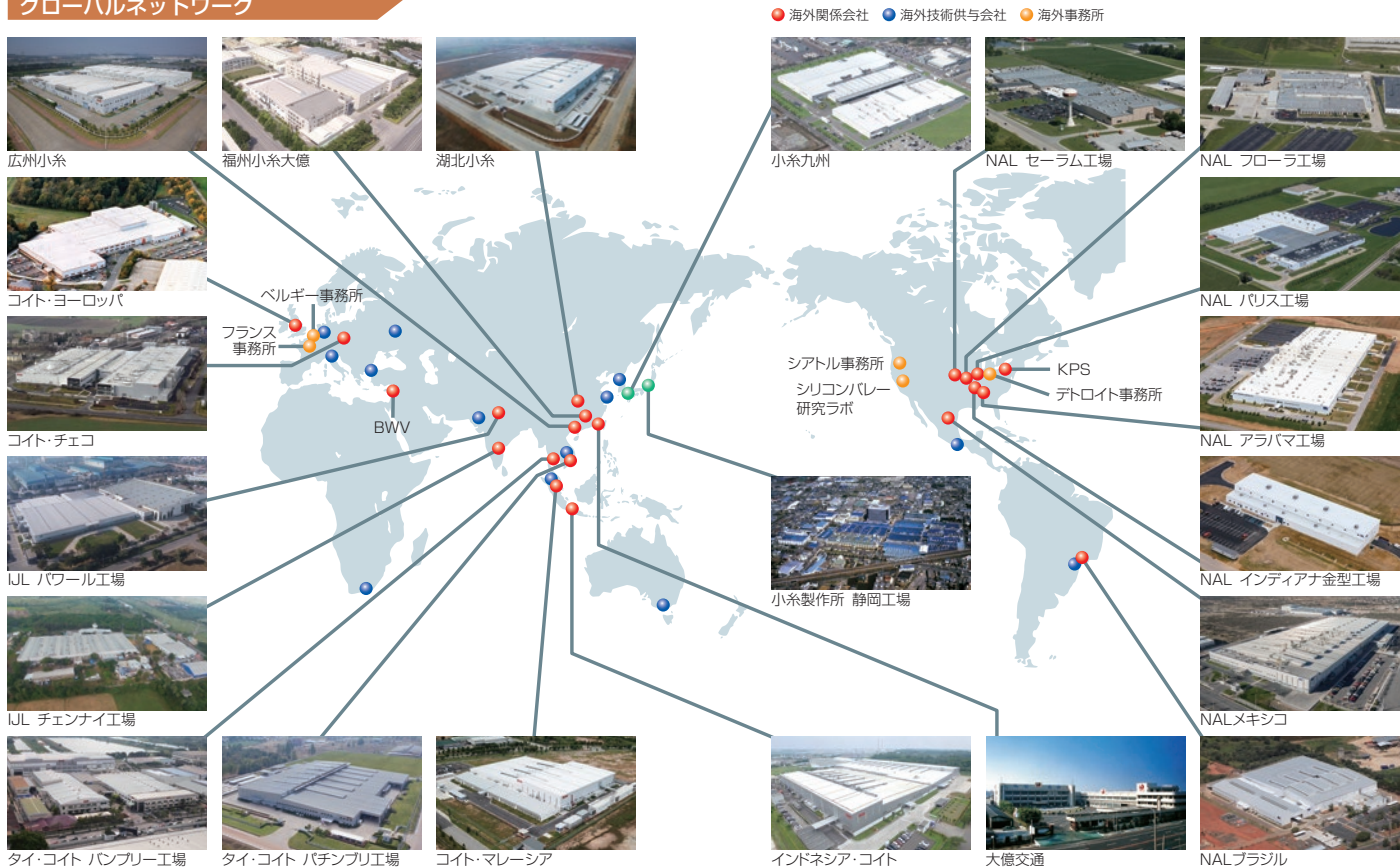 グローバルネットワーク
海外関係会社
海外技術供与会社
海外事務所
広州小糸
福州小糸大億
湖北小糸
小糸九州
NAL セーラム工場
NAL フローラ工場
コイト・ヨーロッパ
ベルギー事務所
フランス
事務所
NAL パリス工場
コイト・チェコ
BWV
シアトル事務所
シリコンバレー
研究ラボ
KPS
デトロイト事務所
NAL アラバマ工場
IJL バワール工場
小糸製作所 静岡工場
NAL インディアナ金型工場
IJL チェンナイ工場
NALメキシコ
タイ・コイト バンプリー工場
タイ・コイト パチンブリ工場
コイト・マレーシア
インドネシア・コイト
大億交通
NALブラジル